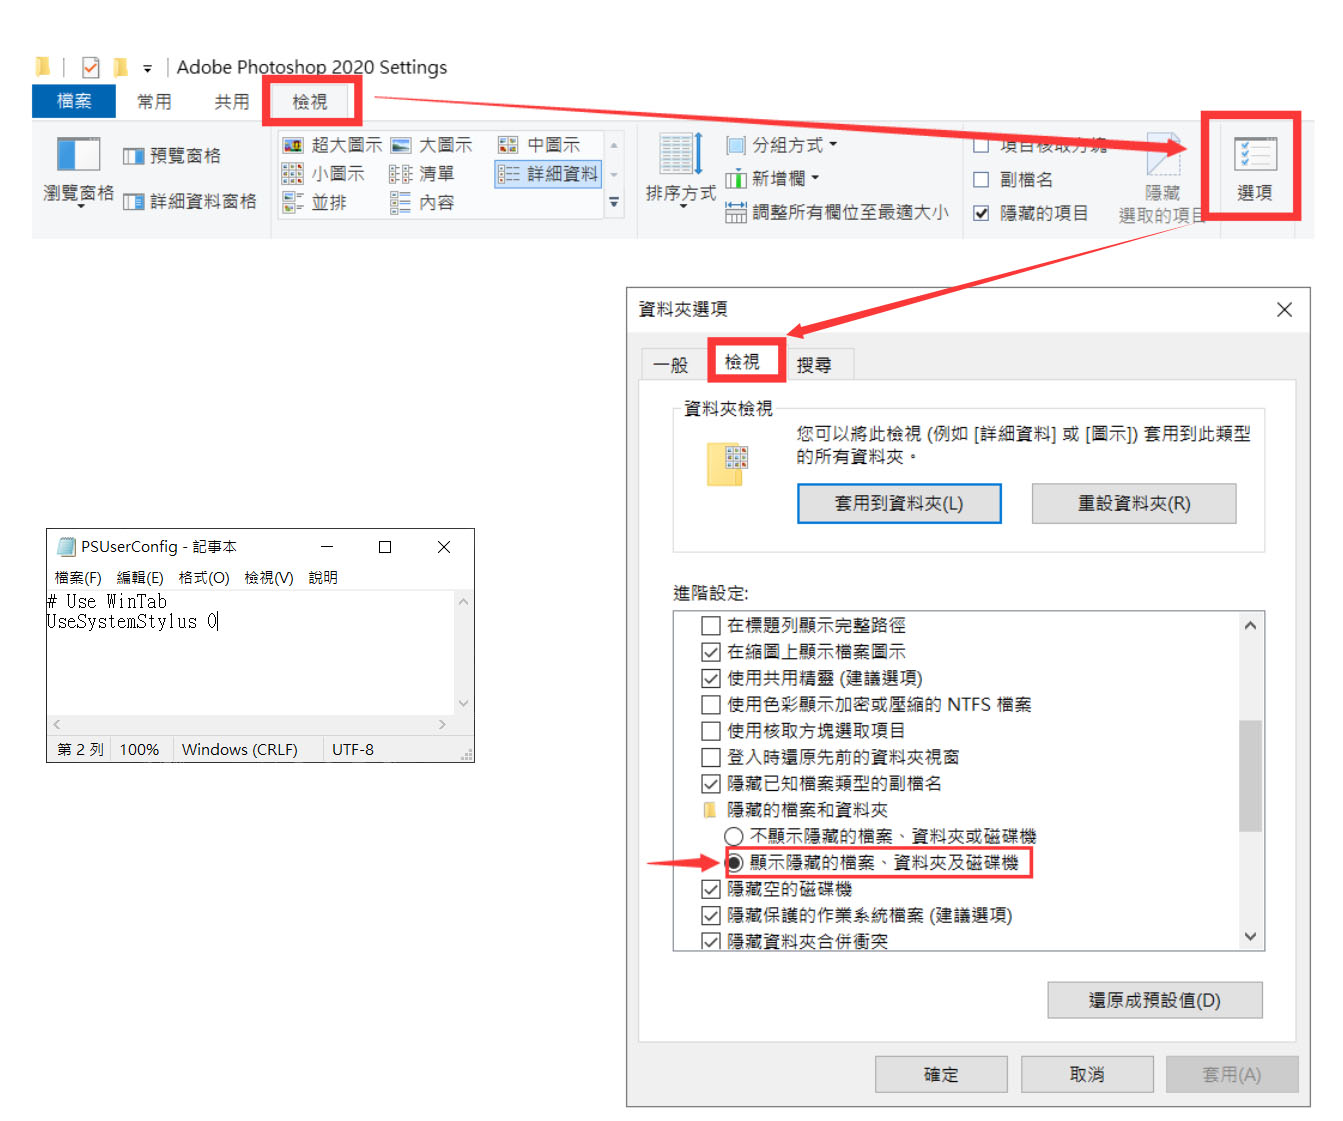 Adobe Photoshop 2020 Settings
檔案 常用 共用 檢視
瀏覽窗格
預覽窗格
詳細資料窗格
超大圖示 大圖示 中圖示
小圖示 清單 詳細資料
並排 內容
排序方式
分組方式
新增欄
調整所有欄位至最適大小
項目核取方塊
副檔名
隱藏的項目
隱藏
選取的項目
選項
資料夾選項
一般 檢視 搜尋
資料夾檢視
您可以將此檢視 (例如 [詳細資料] 或 [圖示]) 套用到此類型
的所有資料夾。
套用到資料夾(L) 重設資料夾(R)
進階設定:
在標題列顯示完整路徑
在縮圖上顯示檔案圖示
使用共用精靈 (建議選項)
使用色彩顯示加密或壓縮的 NTFS 檔案
使用核取方塊選取項目
登入時還原先前的資料夾視窗
隱藏已知檔案類型的副檔名
隱藏的檔案和資料夾
不顯示隱藏的檔案、資料夾或磁碟機
顯示隱藏的檔案、資料夾及磁碟機
隱藏空的磁碟機
隱藏保護的作業系統檔案 (建議選項)
隱藏資料夾合併衝突
還原成預設值(D)
確定 取消 套用(A)
PSUserConfig - 記事本
檔案(F) 編輯(E) 格式(O) 檢視(V) 說明
# Use WinTab
UseSystemStylus 0
第 2 列 100% Windows (CRLF) UTF-8